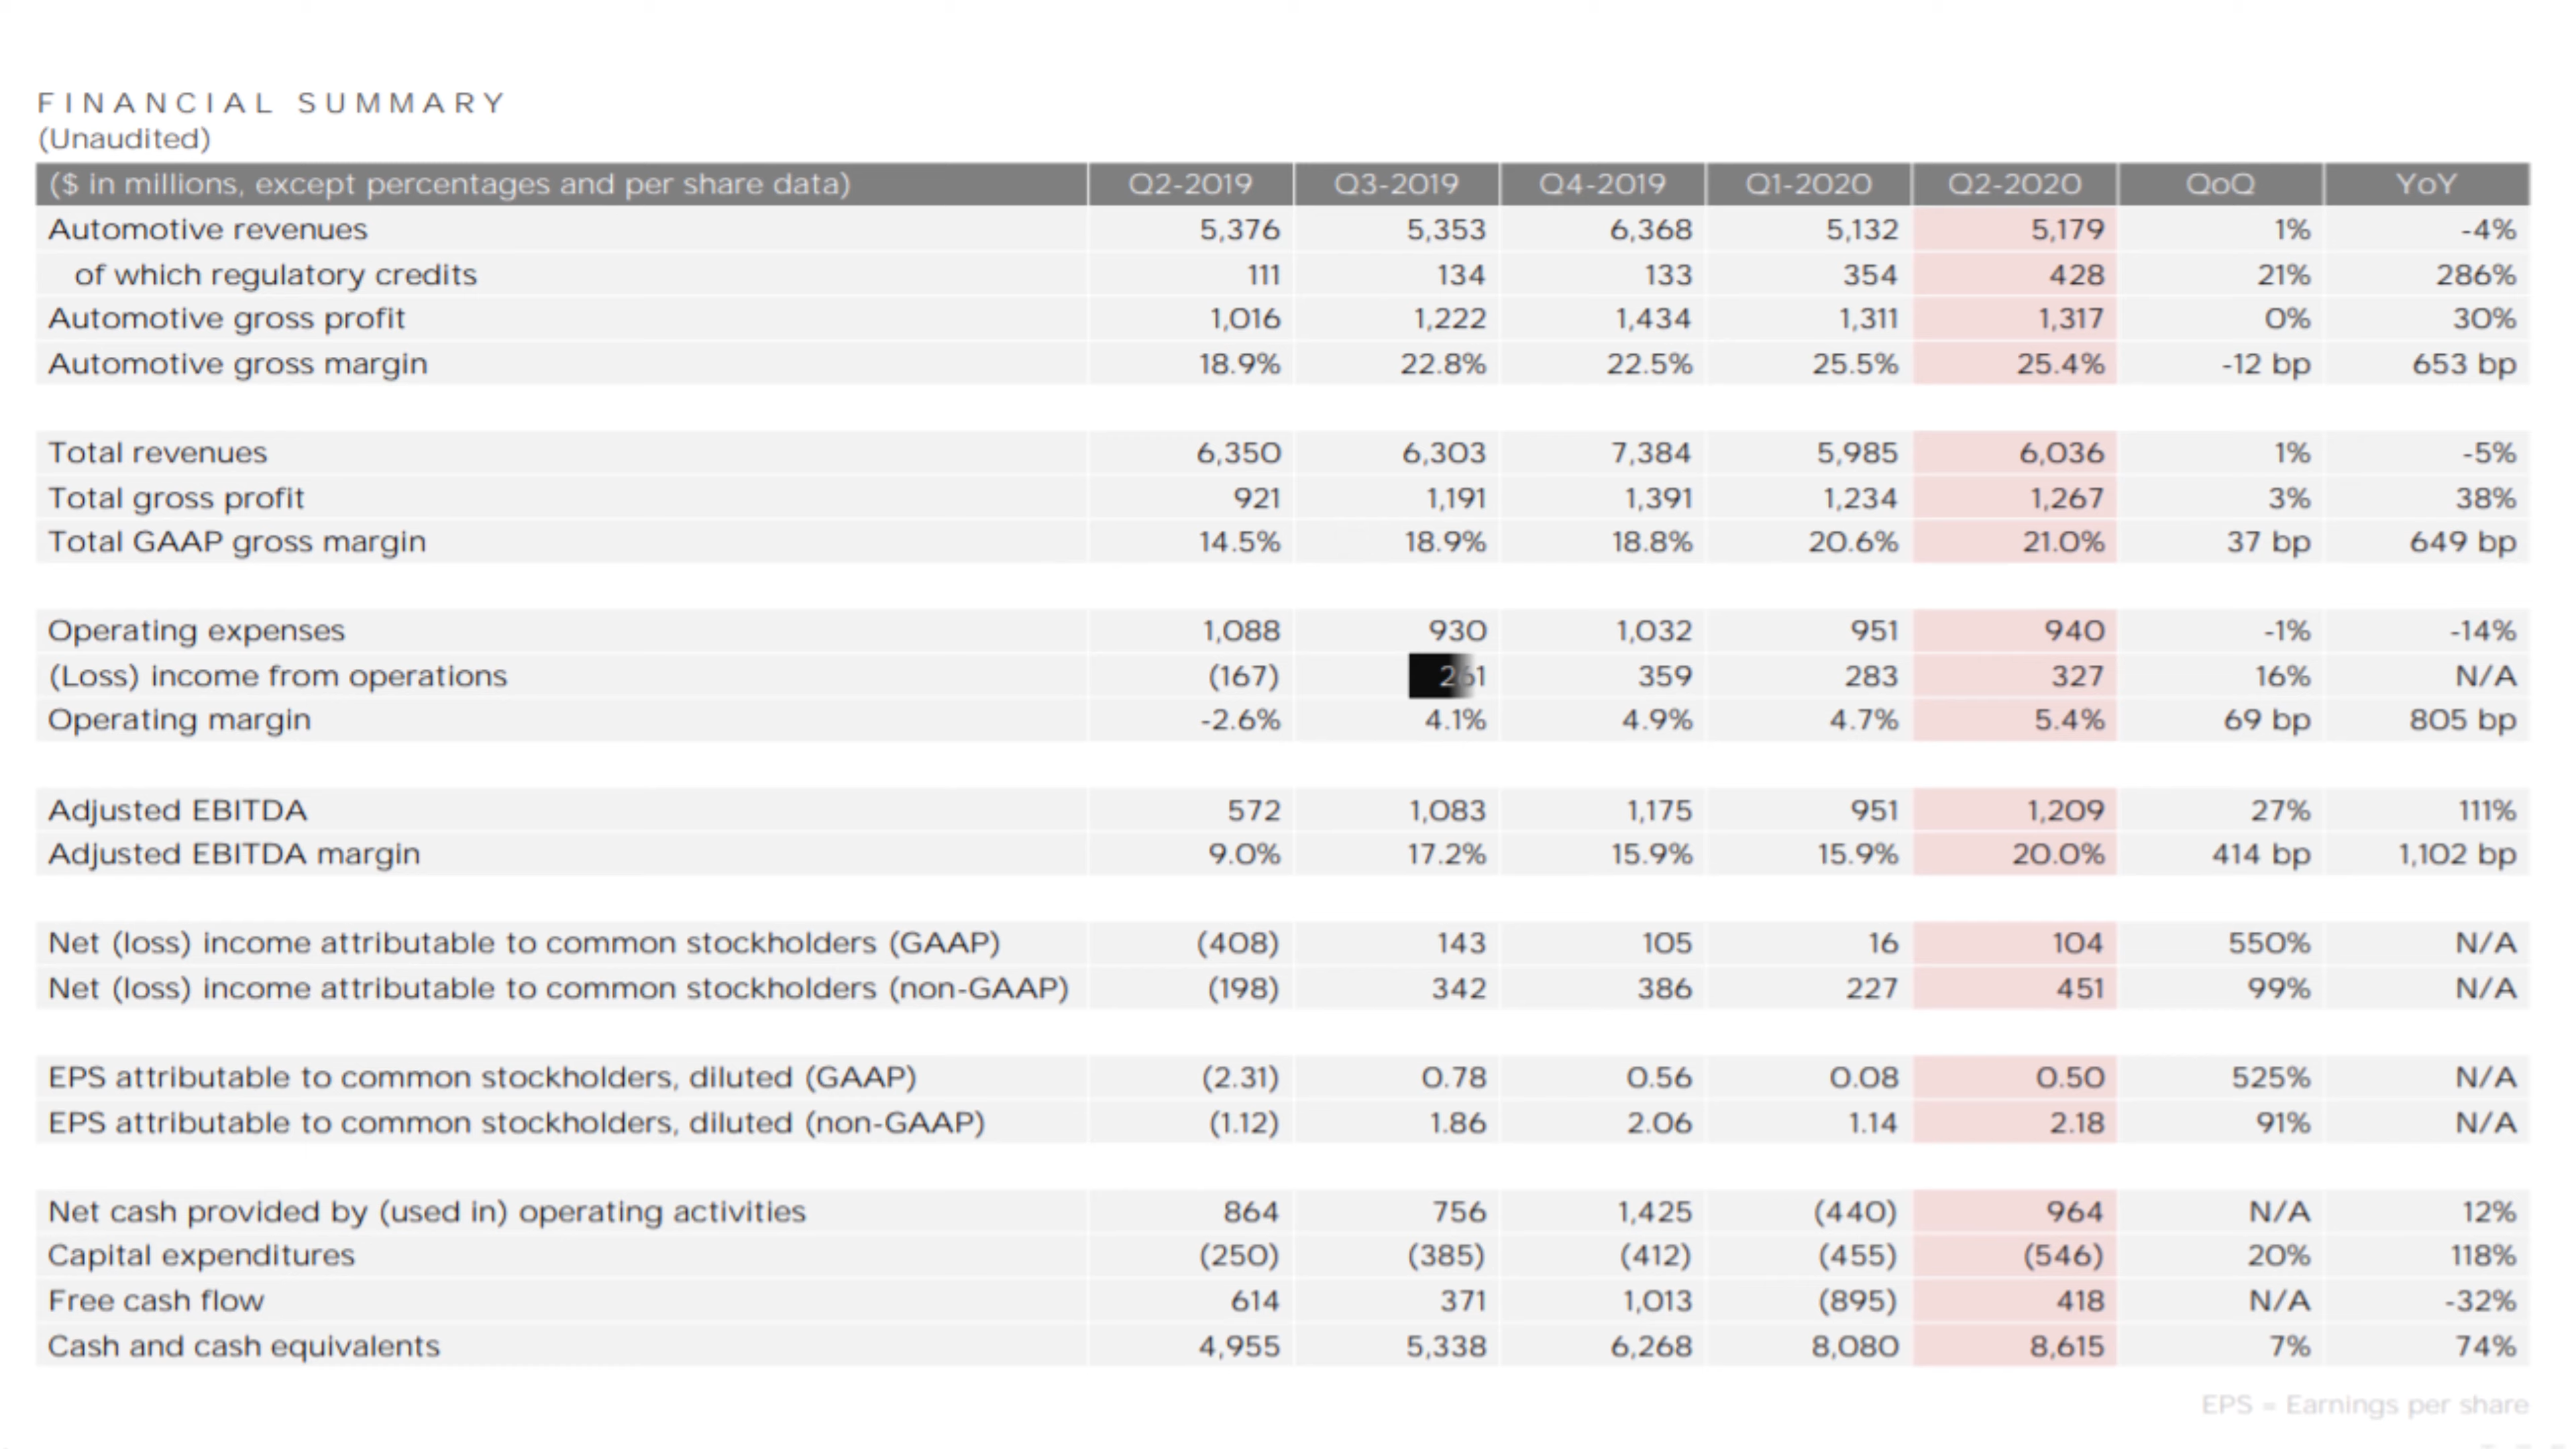 FINANCIAL SUMMARY
(Unaudited)
($ in millions, except percentages and per share data) Q2-2019 Q3-2019 Q4-2019 Q1-2020 Q2-2020 QoQ YoY
Automotive revenues 5,376 5,353 6,368 5,132 5,179 1% -4%
of which regulatory credits 111 134 133 354 428 21% 286%
Automotive gross profit 1,016 1,222 1,434 1,311 1,317 0% 30%
Automotive gross margin 18.9% 22.8% 22.5% 25.5% 25.4% -12 bp 653 bp
Total revenues 6,350 6,303 7,384 5,985 6,036 1% -5%
Total gross profit 921 1,191 1,391 1,234 1,267 3% 38%
Total GAAP gross margin 14.5% 18.9% 18.8% 20.6% 21.0% 37 bp 649 bp
Operating expenses 1,088 930 1,032 951 940 -1% -14%
(Loss) income from operations (167) 261 359 283 327 16% N/A
Operating margin -2.6% 4.1% 4.9% 4.7% 5.4% 69 bp 805 bp
Adjusted EBITDA 572 1,083 1,175 951 1,209 27% 111%
Adjusted EBITDA margin 9.0% 17.2% 15.9% 15.9% 20.0% 414 bp 1,102 bp
Net (loss) income attributable to common stockholders (GAAP) (408) 143 105 16 104 550% N/A
Net (loss) income attributable to common stockholders (non-GAAP) (198) 342 386 227 451 99% N/A
EPS attributable to common stockholders, diluted (GAAP) (2.31) 0.78 0.56 0.08 0.50 525% N/A
EPS attributable to common stockholders, diluted (non-GAAP) (1.12) 1.86 2.06 1.14 2.18 91% N/A
Net cash provided by (used in) operating activities 864 756 1,425 (440) 964 N/A 12%
Capital expenditures (250) (385) (412) (455) (546) 20% 118%
Free cash flow 614 371 1,013 (895) 418 N/A -32%
Cash and cash equivalents 4,955 5,338 6,268 8,080 8,615 7% 74%
EPS = Earnings per share